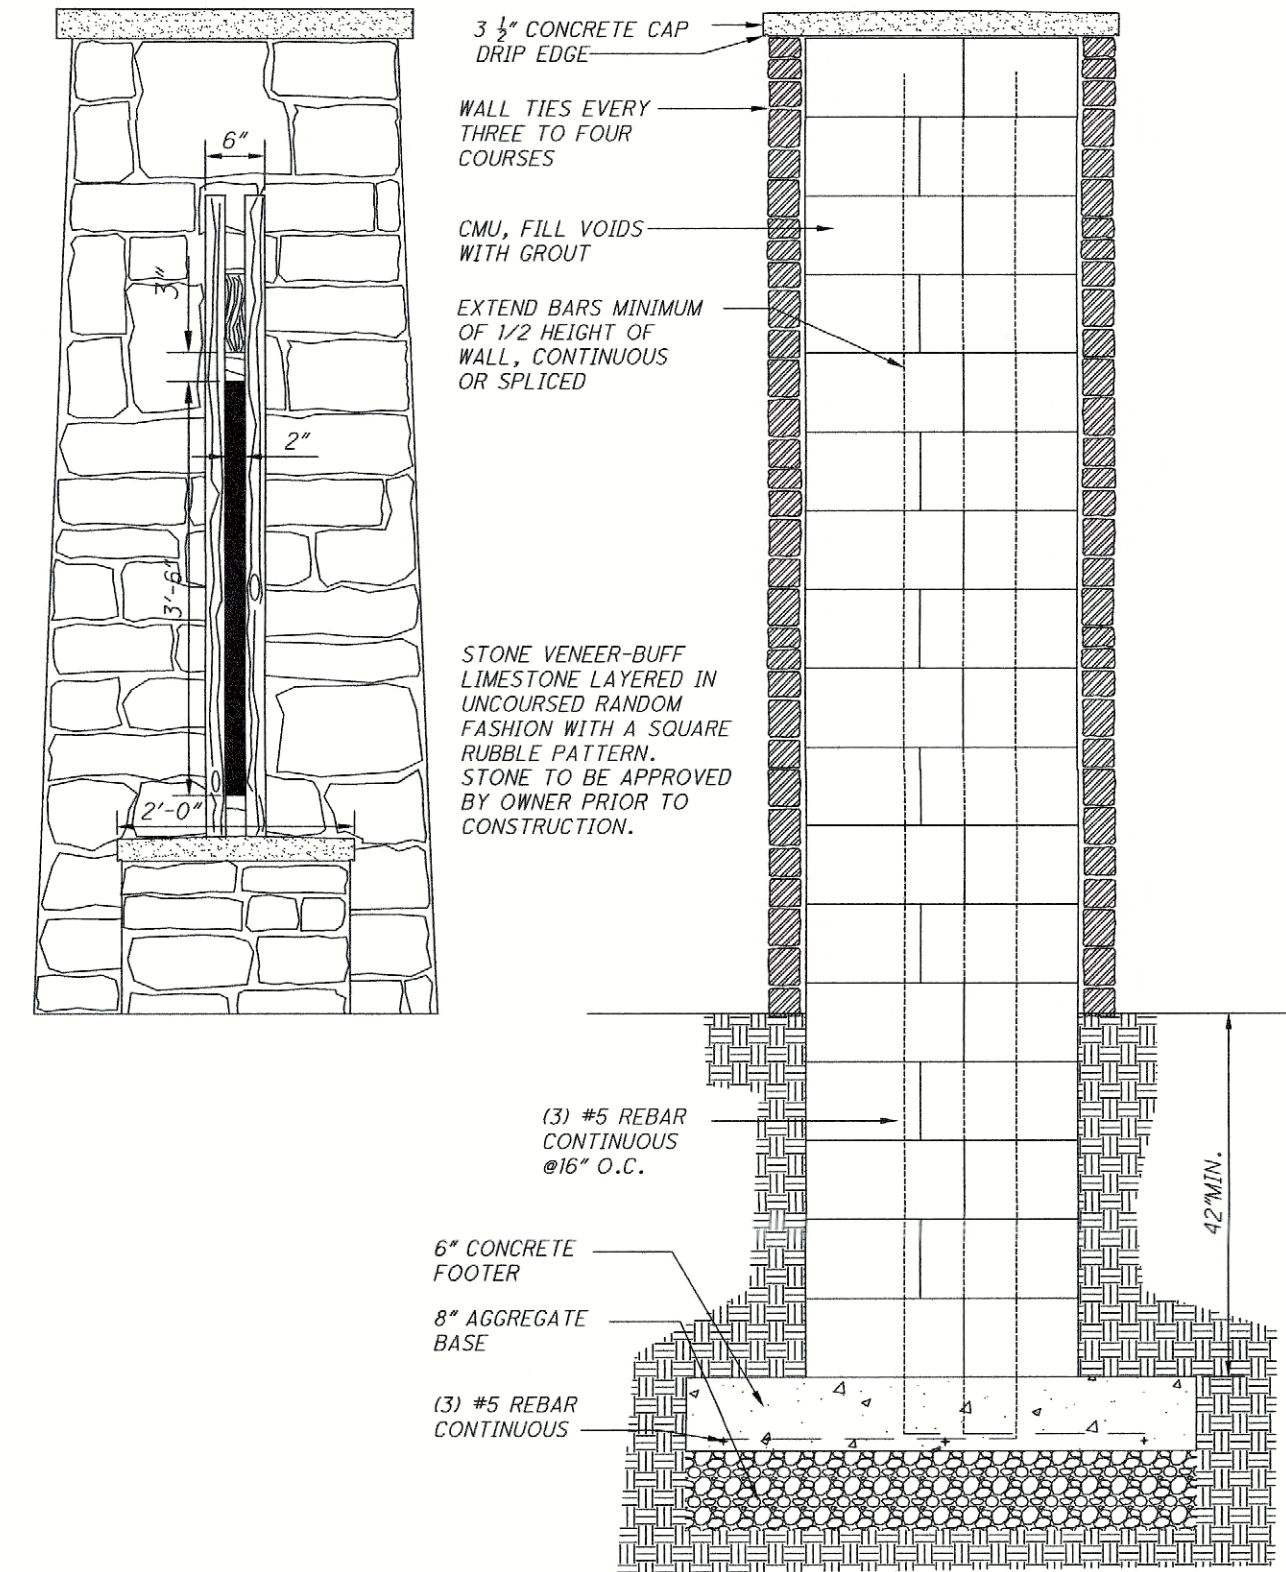 3 ½" CONCRETE CAP
DRIP EDGE
WALL TIES EVERY
THREE TO FOUR
COURSES
CMU, FILL VOIDS
WITH GROUT
EXTEND BARS MINIMUM
OF 1/2 HEIGHT OF
WALL, CONTINUOUS
OR SPLICED
6"
3"
2"
3'-6"
2'-0"
STONE VENEER-BUFF
LIMESTONE LAYERED IN
UNCOURSED RANDOM
FASHION WITH A SQUARE
RUBBLE PATTERN.
STONE TO BE APPROVED
BY OWNER PRIOR TO
CONSTRUCTION.
(3) #5 REBAR
CONTINUOUS
@16" O.C.
42"MIN.
6" CONCRETE
FOOTER
8" AGGREGATE
BASE
(3) #5 REBAR
CONTINUOUS